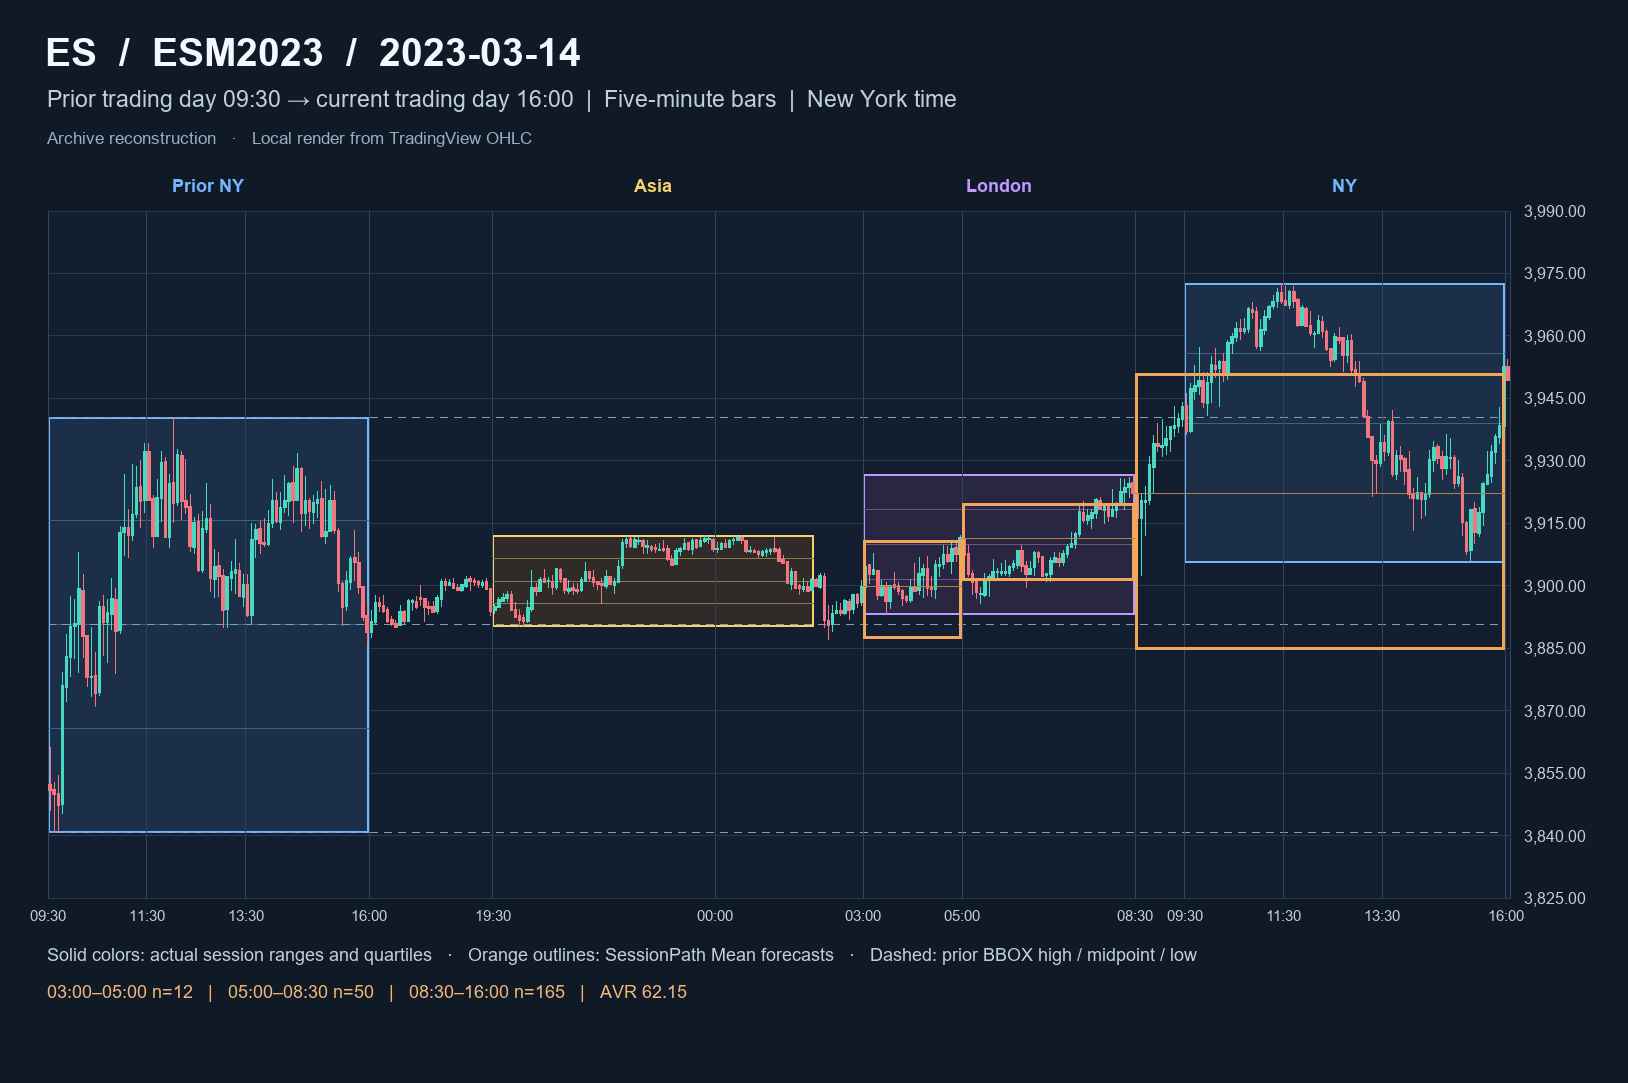 ES / ESM2023 / 2023-03-14
Prior trading day 09:30 → current trading day 16:00 | Five-minute bars | New York time
Archive reconstruction · Local render from TradingView OHLC
Prior NY Asia London NY
3,990.00
3,975.00
3,960.00
3,945.00
3,930.00
3,915.00
3,900.00
3,885.00
3,870.00
3,855.00
3,840.00
3,825.00
09:30 11:30 13:30 16:00 19:30 00:00 03:00 05:00 08:30 09:30 11:30 13:30 16:00
Solid colors: actual session ranges and quartiles · Orange outlines: SessionPath Mean forecasts · Dashed: prior BBOX high / midpoint / low
03:00–05:00 n=12 | 05:00–08:30 n=50 | 08:30–16:00 n=165 | AVR 62.15